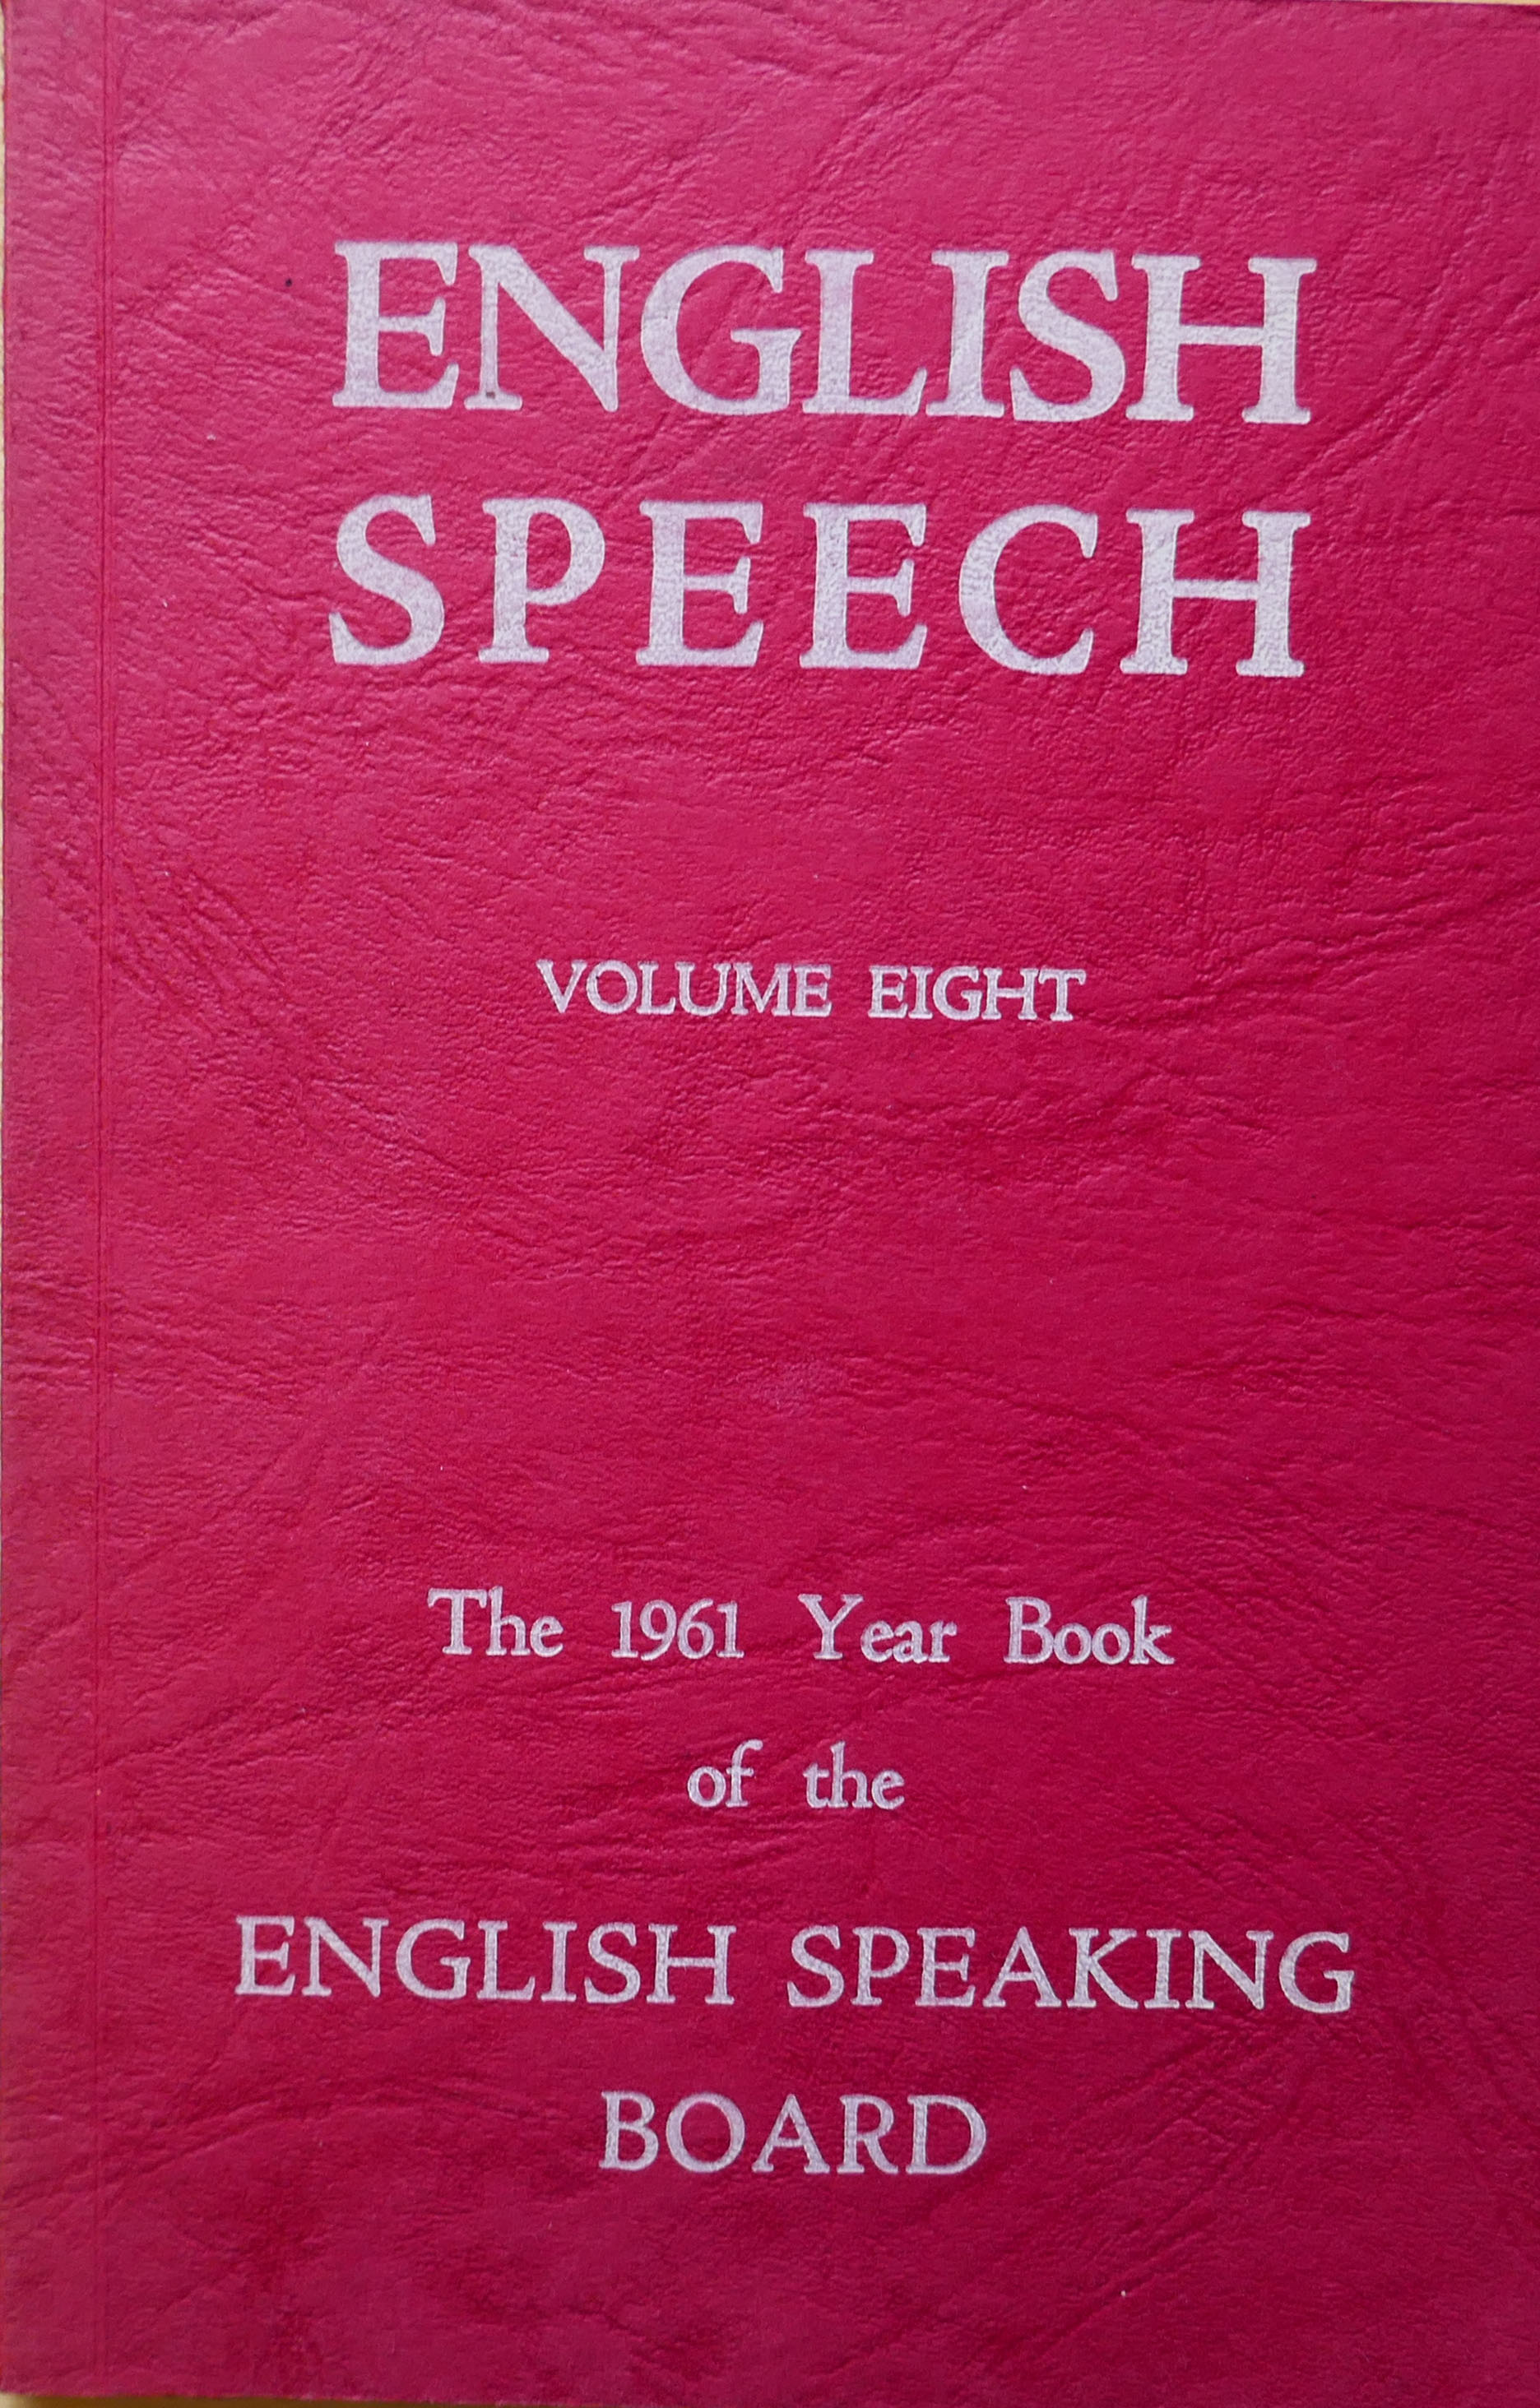 ENGLISH
SPEECH
VOLUME EIGHT
The 1961 Year Book
of the
ENGLISH SPEAKING
BOARD